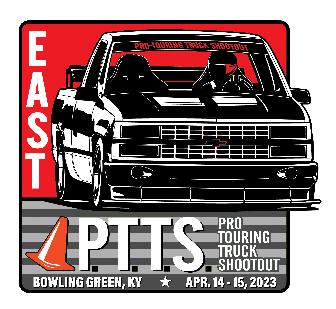 EAST
PRO-TOURING TRUCK SHOOTOUT
P.T.T.S.
PRO
TOURING
TRUCK
SHOOTOUT
BOWLING GREEN, KY ★ APR. 14 - 15, 2023